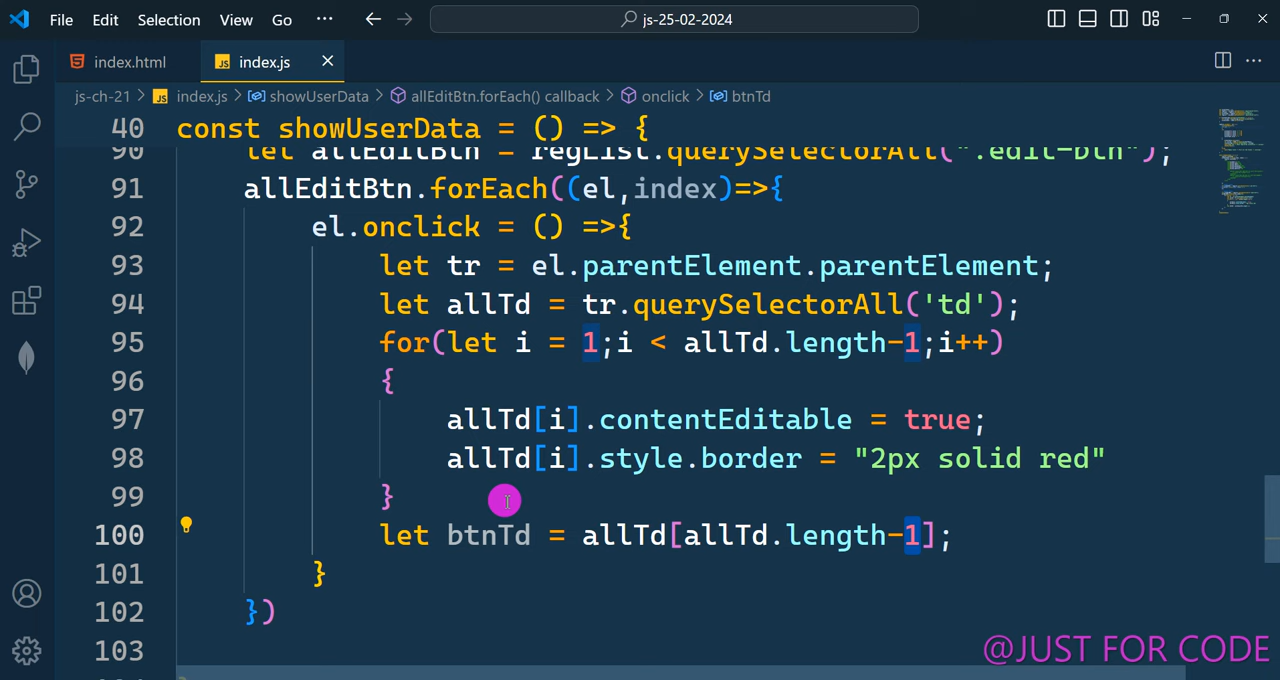 File Edit Selection View Go ··· js-25-02-2024
index.html index.js
js-ch-21 > JS index.js > showUserData > allEditBtn.forEach() callback > onclick > btnTd
40 const showUserData = () => {
90 let allEditBtn = regList.querySelectorAll(".edit-btn");
91 allEditBtn.forEach((el,index)=>{
92 el.onclick = () =>{
93 let tr = el.parentElement.parentElement;
94 let allTd = tr.querySelectorAll('td');
95 for(let i = 1;i < allTd.length-1;i++)
96 {
97 allTd[i].contentEditable = true;
98 allTd[i].style.border = "2px solid red"
99 }
100 let btnTd = allTd[allTd.length-1];
101 }
102 })
103
@JUST FOR CODE